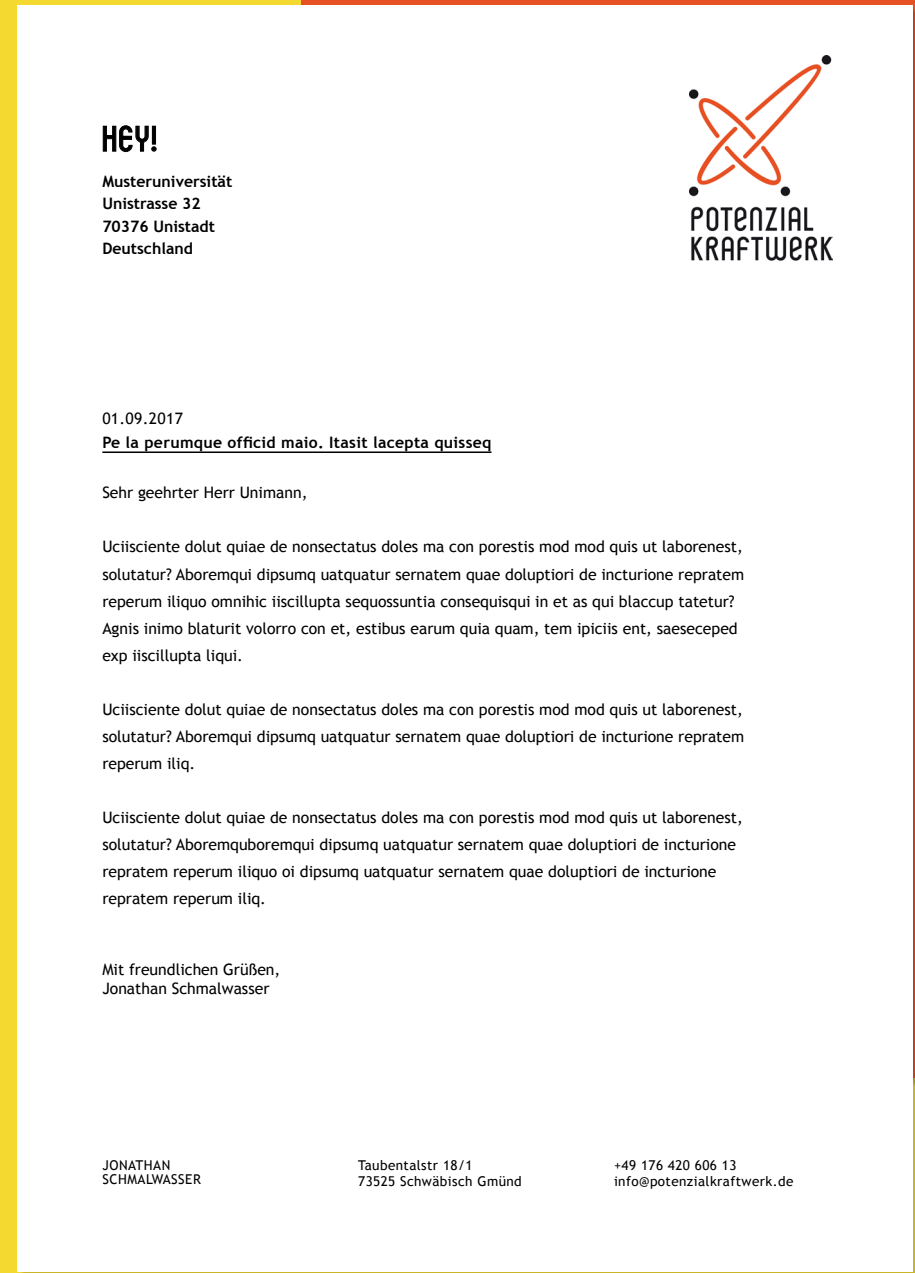 HEY!
Musteruniversität
Unistrasse 32
70376 Unistadt
Deutschland
POTENZIAL
KRAFTWERK
01.09.2017
Pe la perumque officid maio. Itasit lacepta quisseq
Sehr geehrter Herr Unimann,
Uciisciente dolut quiae de nonsectatus doles ma con porestis mod mod quis ut laborenest,
solutatur? Aboremqui dipsumq uatquatur sernatem quae doluptiori de incturione repratem
reperum iliquo omnihic iiscillupta sequossuntia consequisqui in et as qui blaccup tatetur?
Agnis inimo blaturit volorro con et, estibus earum quia quam, tem ipiciis ent, saeseceped
exp iiscillupta liqui.
Uciisciente dolut quiae de nonsectatus doles ma con porestis mod mod quis ut laborenest,
solutatur? Aboremqui dipsumq uatquatur sernatem quae doluptiori de incturione repratem
reperum iliq.
Uciisciente dolut quiae de nonsectatus doles ma con porestis mod mod quis ut laborenest,
solutatur? Aboremquboremqui dipsumq uatquatur sernatem quae doluptiori de incturione
repratem reperum iliquo oi dipsumq uatquatur sernatem quae doluptiori de incturione
repratem reperum iliq.
Mit freundlichen Grüßen,
Jonathan Schmalwasser
JONATHAN
SCHMALWASSER
Taubentalstr 18/1
73525 Schwäbisch Gmünd
+49 176 420 606 13
info@potenzialkraftwerk.de